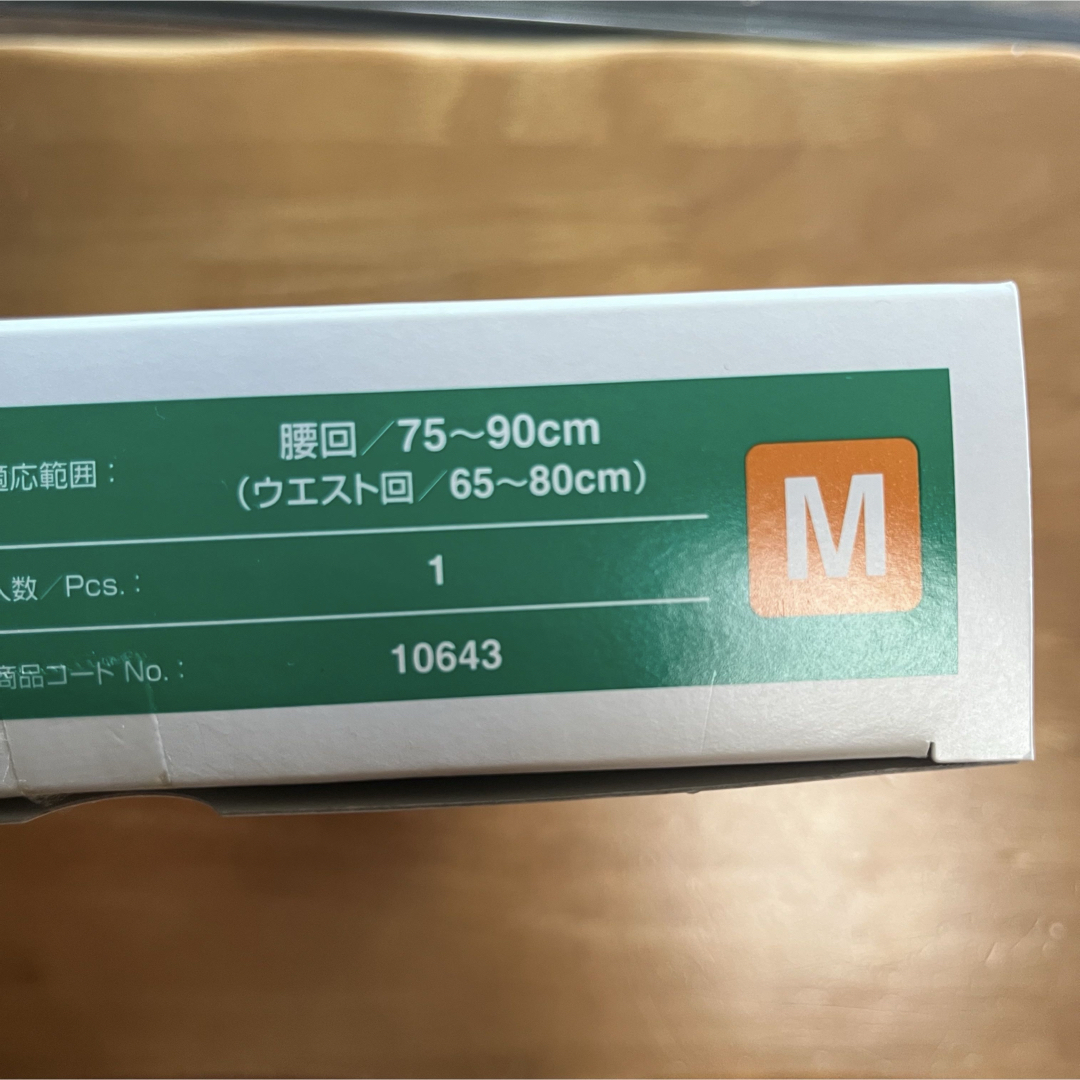 適応範囲：
腰回／75〜90cm
（ウエスト回／65〜80cm）
M
入数／Pcs.： 1
商品コード No.： 10643